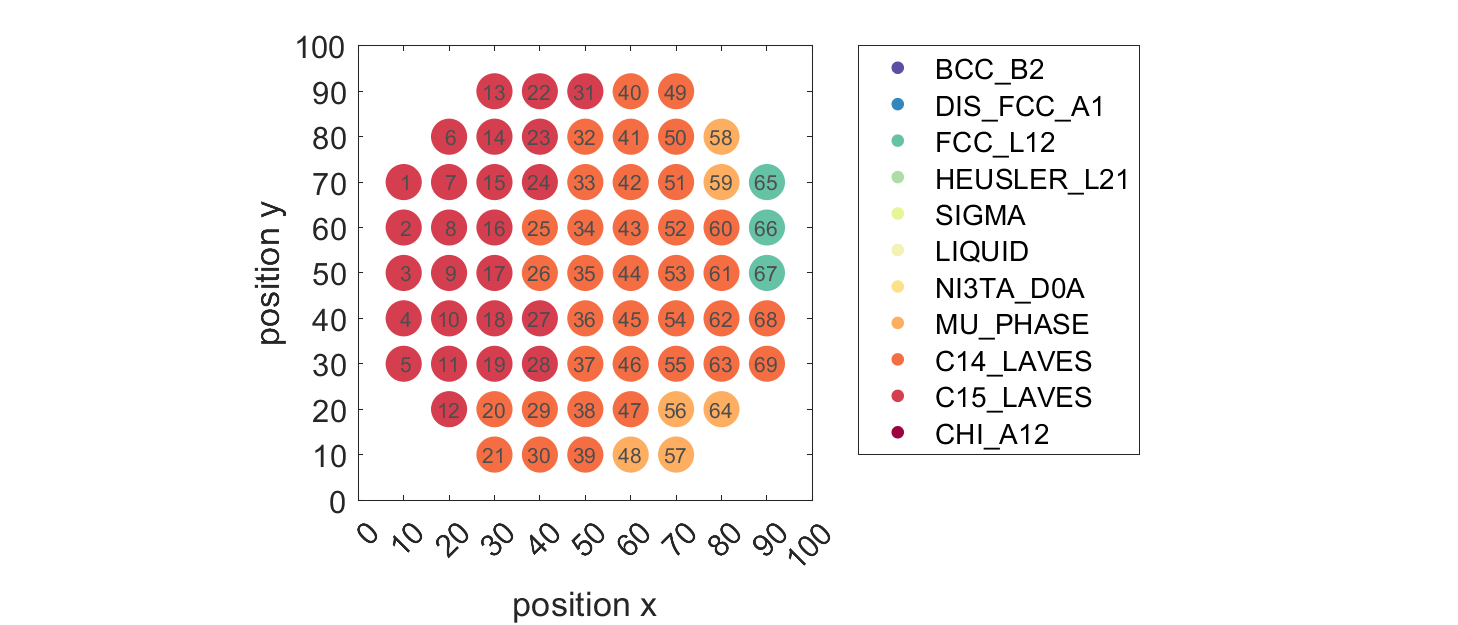 100
90
80
70
60
50
40
30
20
10
0
position y
13 22 31 40 49
6 14 23 32 41 50 58
1 7 15 24 33 42 51 59 65
2 8 16 25 34 43 52 60 66
3 9 17 26 35 44 53 61 67
4 10 18 27 36 45 54 62 68
5 11 19 28 37 46 55 63 69
12 20 29 38 47 56 64
21 30 39 48 57
0 10 20 30 40 50 60 70 80 90 100
position x
BCC_B2
DIS_FCC_A1
FCC_L12
HEUSLER_L21
SIGMA
LIQUID
NI3TA_D0A
MU_PHASE
C14_LAVES
C15_LAVES
CHI_A12